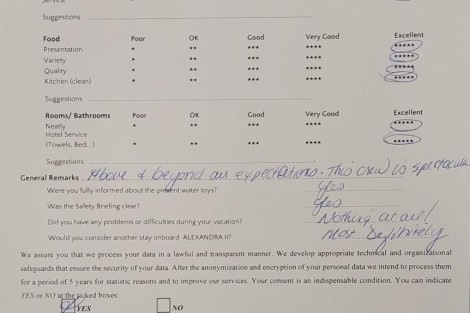 Service
Suggestions
Food Poor OK Good Very Good Excellent
Presentation * ** *** **** *****
Variety * ** *** **** *****
Quality * ** *** **** *****
Kitchen (clean) * ** *** **** *****
Suggestions
Rooms/ Bathrooms Poor OK Good Very Good Excellent
Neatly * ** *** **** *****
Hotel Service
(Towels, Bed...) * ** *** **** *****
Suggestions
General Remarks Above & beyond our expectations. This crew is spectacula
Were you fully informed about the present water toys? Yes
Was the Safety Briefing clear? Yes
Did you have any problems or difficulties during your vacation? Nothing at all!
Would you consider another stay onboard ALEXANDRA II? most Definitely
We assure you that we process your data in a lawful and transparent manner. We develop appropriate technical and organizational
safeguards that ensure the security of your data. After the anonymization and encryption of your personal data we intend to process them
for a period of 5 years for statistic reasons and to improve our services. Your consent is an indispensable condition. You can indicate
YES or NO at the ticked boxes:
YES NO